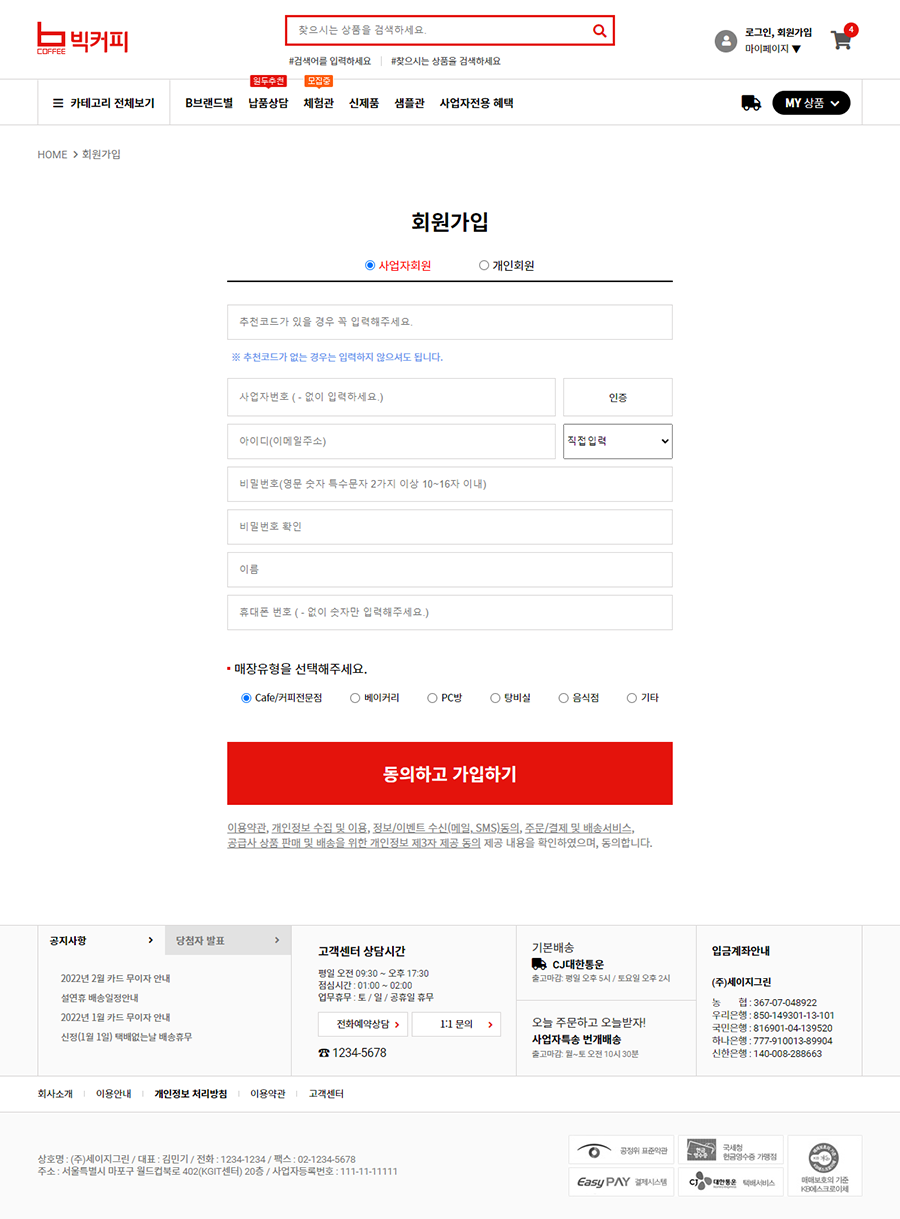 COFFEE 빅커피
찾으시는 상품을 검색하세요.
#검색어를 입력하세요 #찾으시는 상품을 검색하세요
로그인, 회원가입
마이페이지 ▼
4
원두추천 모집중
카테고리 전체보기 B브랜드별 납품상담 체험관 신제품 샘플관 사업자전용 혜택 MY 상품
HOME > 회원가입
회원가입
사업자회원 개인회원
추천코드가 있을 경우 꼭 입력해주세요.
※ 추천코드가 없는 경우는 입력하지 않으셔도 됩니다.
사업자번호 ( - 없이 입력하세요.) 인증
아이디(이메일주소) 직접입력
비밀번호(영문 숫자 특수문자 2가지 이상 10~16자 이내)
비밀번호 확인
이름
휴대폰 번호 ( - 없이 숫자만 입력해주세요.)
매장유형을 선택해주세요.
Cafe/커피전문점 베이커리 PC방 탕비실 음식점 기타
동의하고 가입하기
이용약관, 개인정보 수집 및 이용, 정보/이벤트 수신(메일, SMS)동의, 주문/결제 및 배송서비스,
공급사 상품 판매 및 배송을 위한 개인정보 제3자 제공 동의 제공 내용을 확인하였으며, 동의합니다.
공지사항 > 당첨자 발표 >
2022년 2월 카드 무이자 안내
설연휴 배송일정안내
2022년 1월 카드 무이자 안내
신정(1월 1일) 택배없는날 배송휴무
고객센터 상담시간
평일 오전 09:30 ~ 오후 17:30
점심시간 : 01:00 ~ 02:00
업무휴무 : 토 / 일 / 공휴일 휴무
전화예약상담 > 1:1 문의 >
☎ 1234-5678
기본배송
CJ대한통운
출고마감: 평일 오후 5시 / 토요일 오후 2시
오늘 주문하고 오늘받자!
사업자특송 번개배송
출고마감: 월~토 오전 10시 30분
입금계좌안내
(주)세이지그린
농 협 : 367-07-048922
우리은행 : 850-149301-13-101
국민은행 : 816901-04-139520
하나은행 : 777-910013-89904
신한은행 : 140-008-288663
회사소개 이용안내 개인정보 처리방침 이용약관 고객센터
상호명 : (주)세이지그린 / 대표 : 김민기 / 전화 : 1234-1234 / 팩스 : 02-1234-5678
주소 : 서울특별시 마포구 월드컵북로 402(KGIT센터) 20층 / 사업자등록번호 : 111-11-11111
공정위 표준약관
국세청
현금영수증 가맹점
EasyPAY 결제시스템
CJ 대한통운 택배서비스
매매보호의 기준
KB에스크로이체